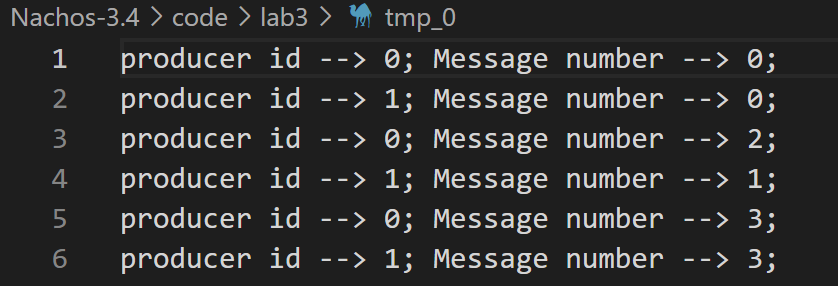 Nachos-3.4 > code > lab3 > tmp_0
1 producer id --> 0; Message number --> 0;
2 producer id --> 1; Message number --> 0;
3 producer id --> 0; Message number --> 2;
4 producer id --> 1; Message number --> 1;
5 producer id --> 0; Message number --> 3;
6 producer id --> 1; Message number --> 3;